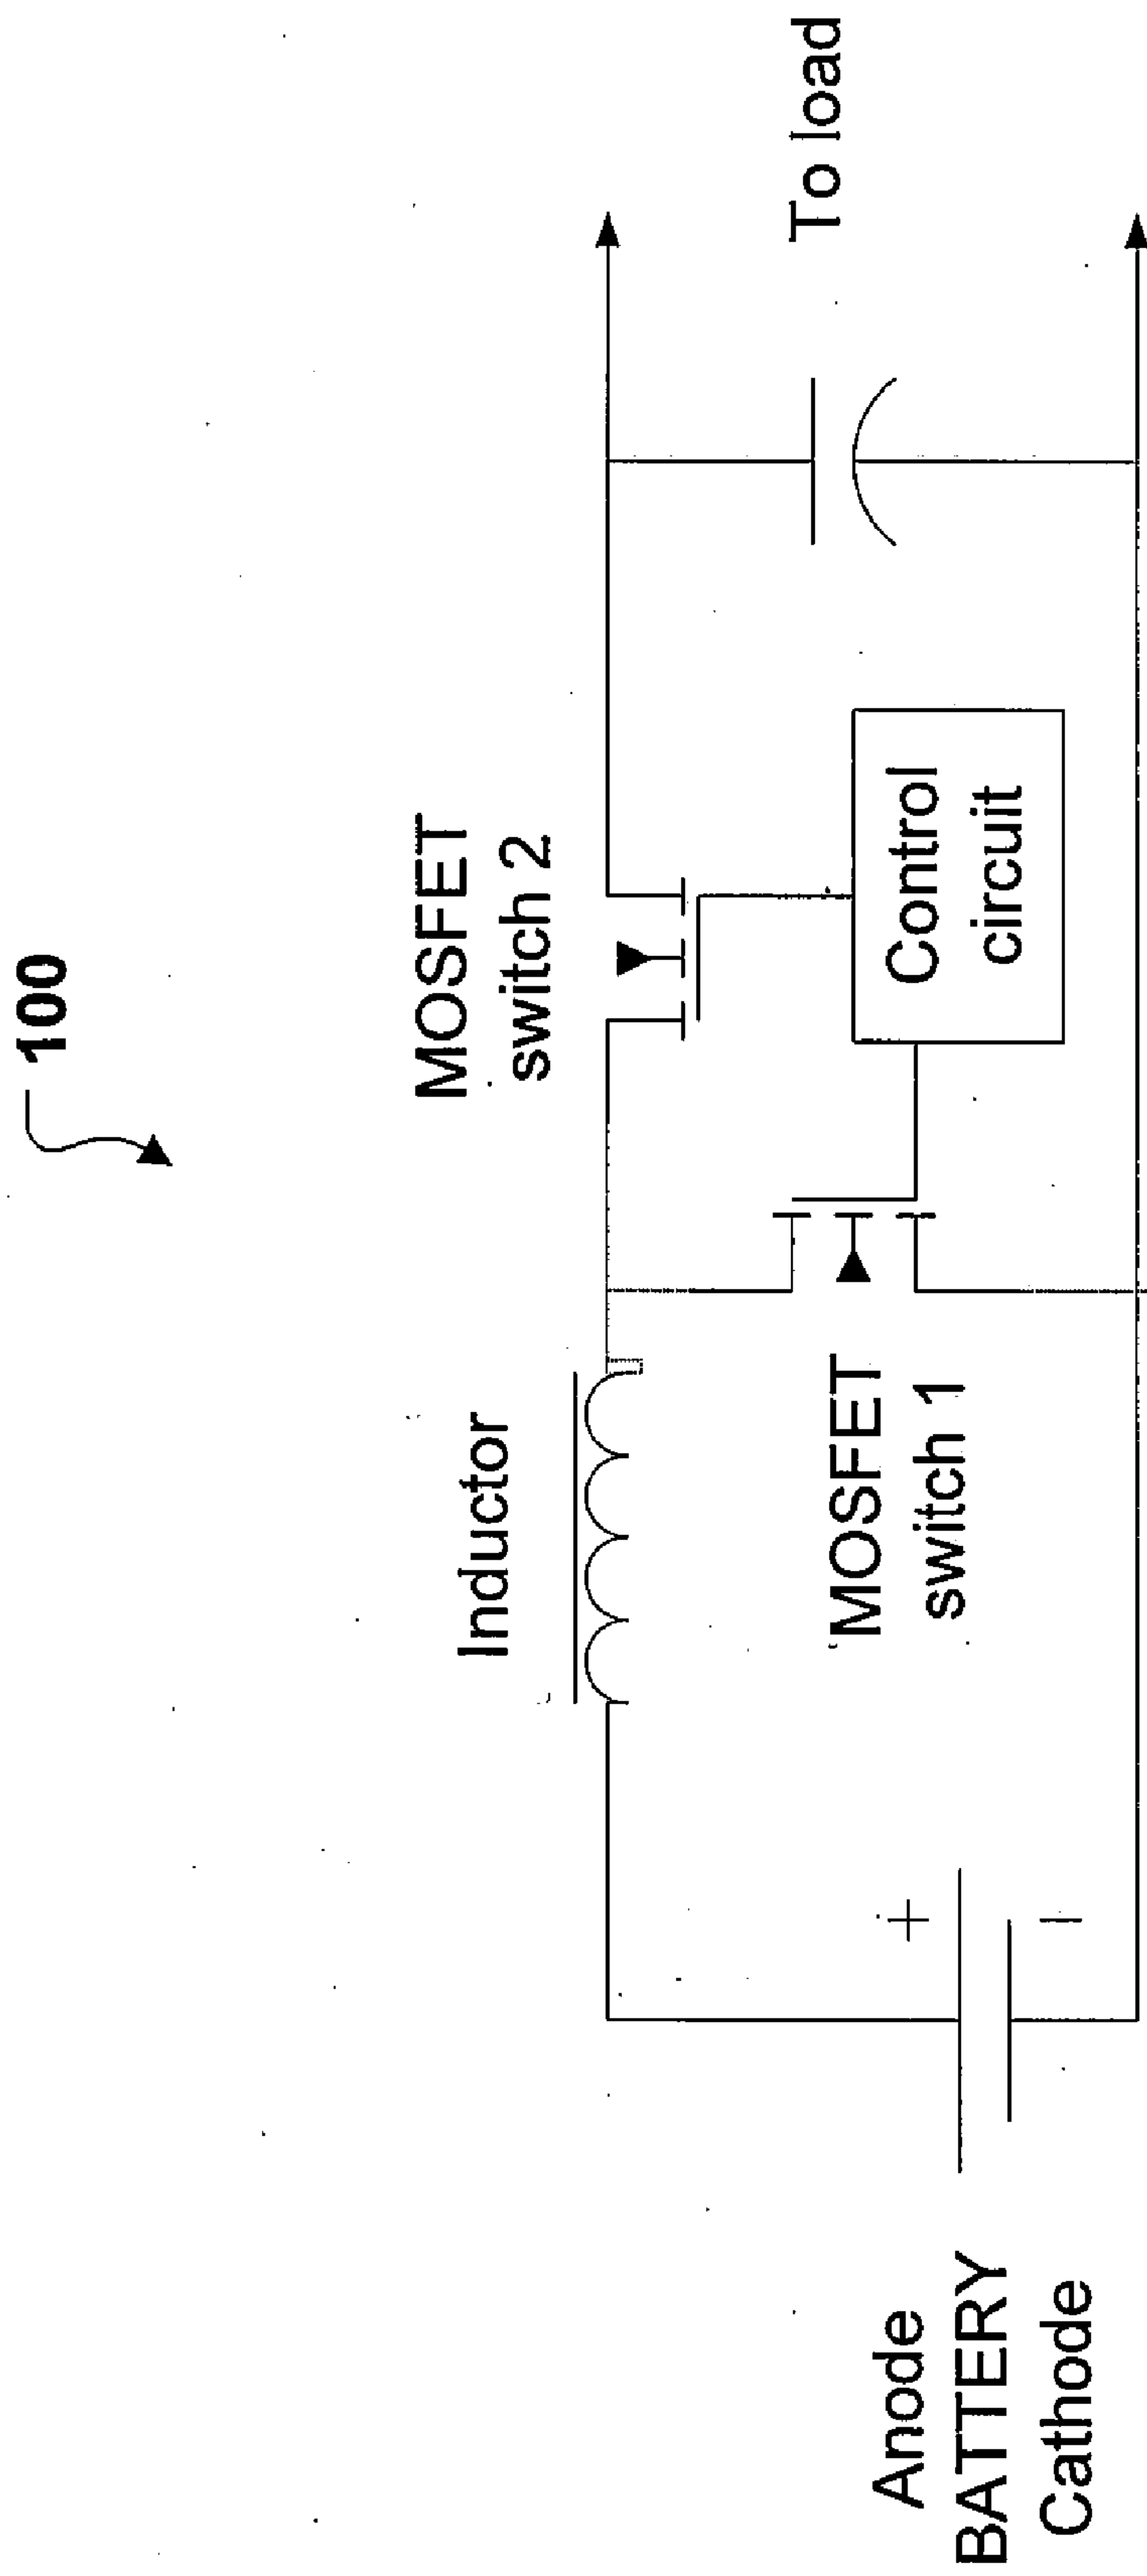 100
MOSFET
switch 2
Inductor
To load
MOSFET
switch 1
Control
circuit
+
Anode
BATTERY
Cathode
–